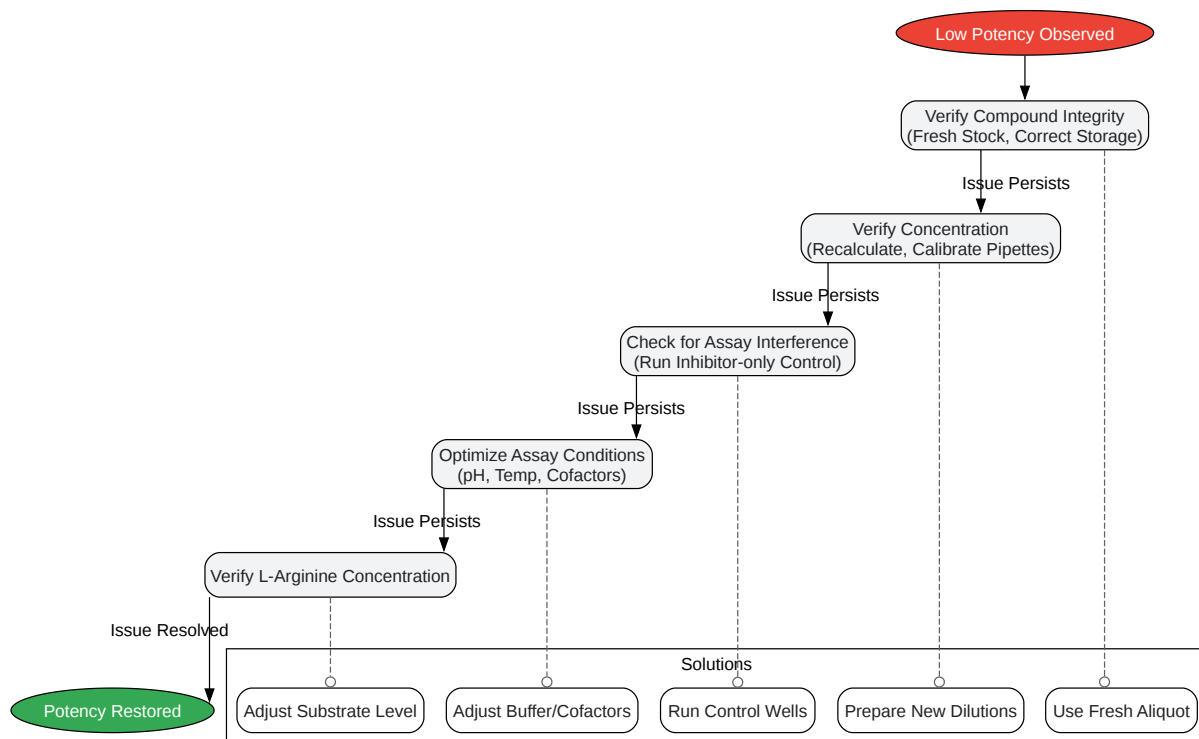 Low Potency Observed
Verify Compound Integrity
(Fresh Stock, Correct Storage)
Issue Persists
Verify Concentration
(Recalculate, Calibrate Pipettes)
Issue Persists
Check for Assay Interference
(Run Inhibitor-only Control)
Issue Persists
Optimize Assay Conditions
(pH, Temp, Cofactors)
Issue Persists
Verify L-Arginine Concentration
Issue Resolved
Solutions
Potency Restored
Adjust Substrate Level
Adjust Buffer/Cofactors
Run Control Wells
Prepare New Dilutions
Use Fresh Aliquot